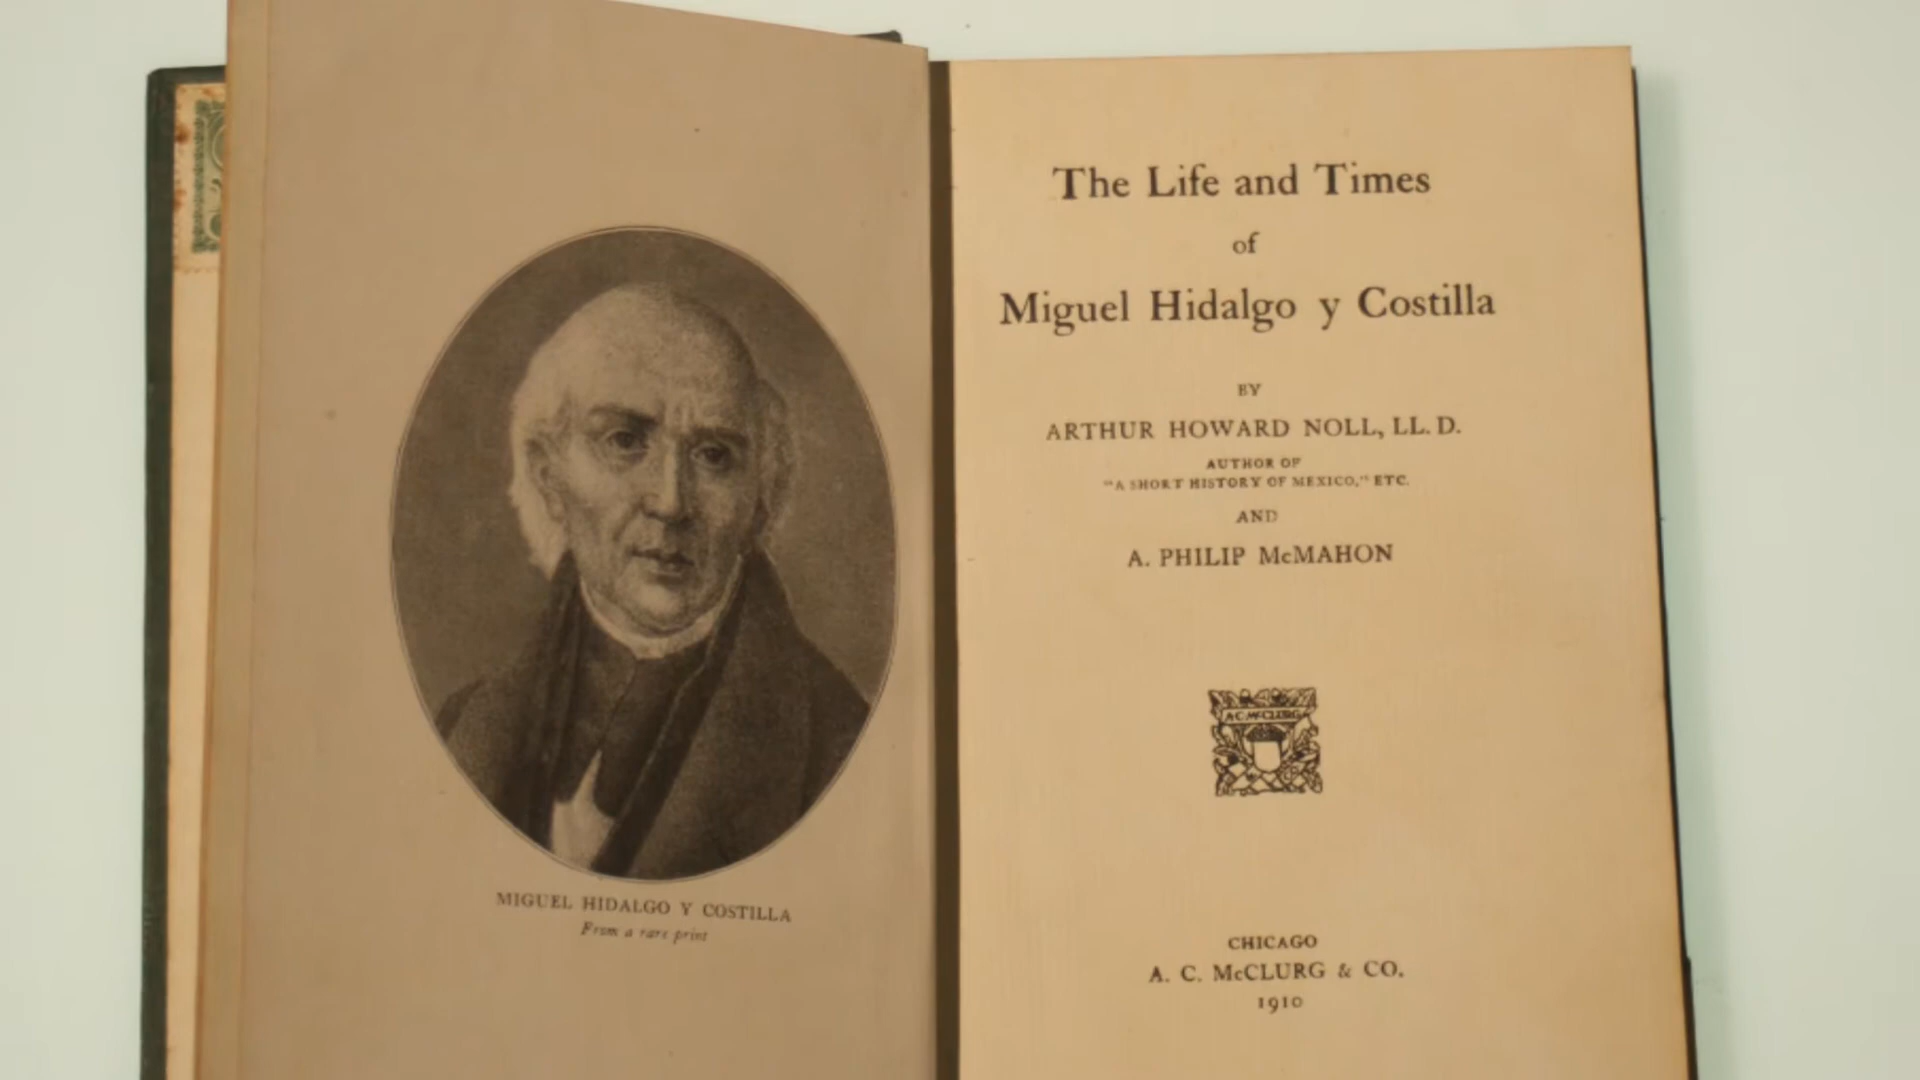 MIGUEL HIDALGO Y COSTILLA
From a rare print
The Life and Times
of
Miguel Hidalgo y Costilla
BY
ARTHUR HOWARD NOLL, LL. D.
AUTHOR OF
"A SHORT HISTORY OF MEXICO," ETC.
AND
A. PHILIP McMAHON
A C McCLURG
CHICAGO
A. C. McCLURG & CO.
1910